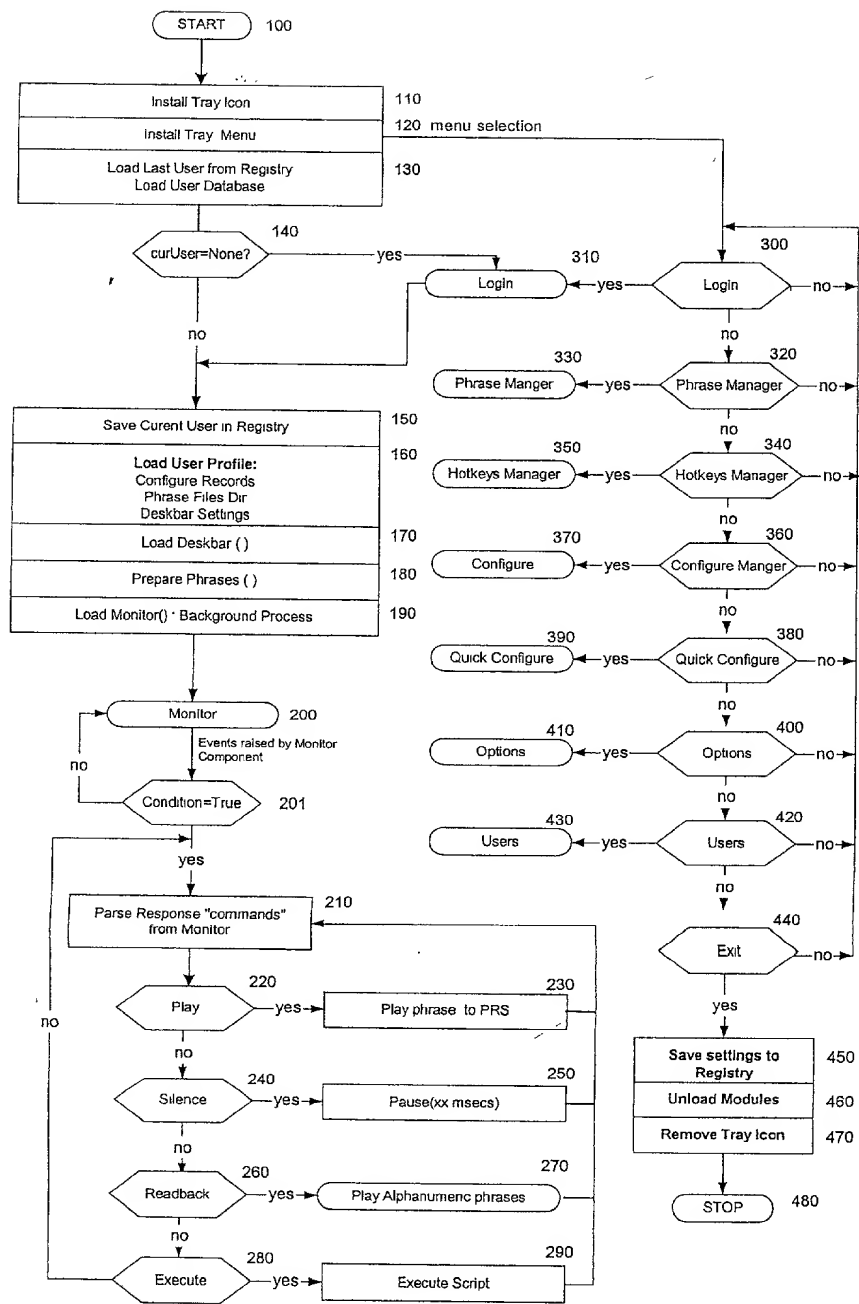 START 100
Install Tray Icon 110
Install Tray Menu 120 menu selection
Load Last User from Registry 130
Load User Database
curUser=None? 140
yes
no
Login 310
yes
Login 300
no
no
Phrase Manger 330
yes
Phrase Manager 320
no
no
Hotkeys Manager 350
yes
Hotkeys Manager 340
no
no
Configure 370
yes
Configure Manger 360
no
no
Quick Configure 390
yes
Quick Configure 380
no
no
Options 410
yes
Options 400
no
no
Users 430
yes
Users 420
no
no
Exit 440
no
yes
Save settings to 450
Registry
Unload Modules 460
Remove Tray Icon 470
STOP 480
Save Curent User in Registry 150
Load User Profile: 160
Configure Records
Phrase Files Dir
Deskbar Settings
Load Deskbar ( ) 170
Prepare Phrases ( ) 180
Load Monitor() · Background Process 190
Monitor 200
Events raised by Monitor
Component
no
Condition=True 201
yes
Parse Response "commands" 210
from Monitor
Play 220
yes
Play phrase to PRS 230
no
no
Silence 240
yes
Pause(xx msecs) 250
no
Readback 260
yes
Play Alphanumeric phrases 270
no
Execute 280
yes
Execute Script 290